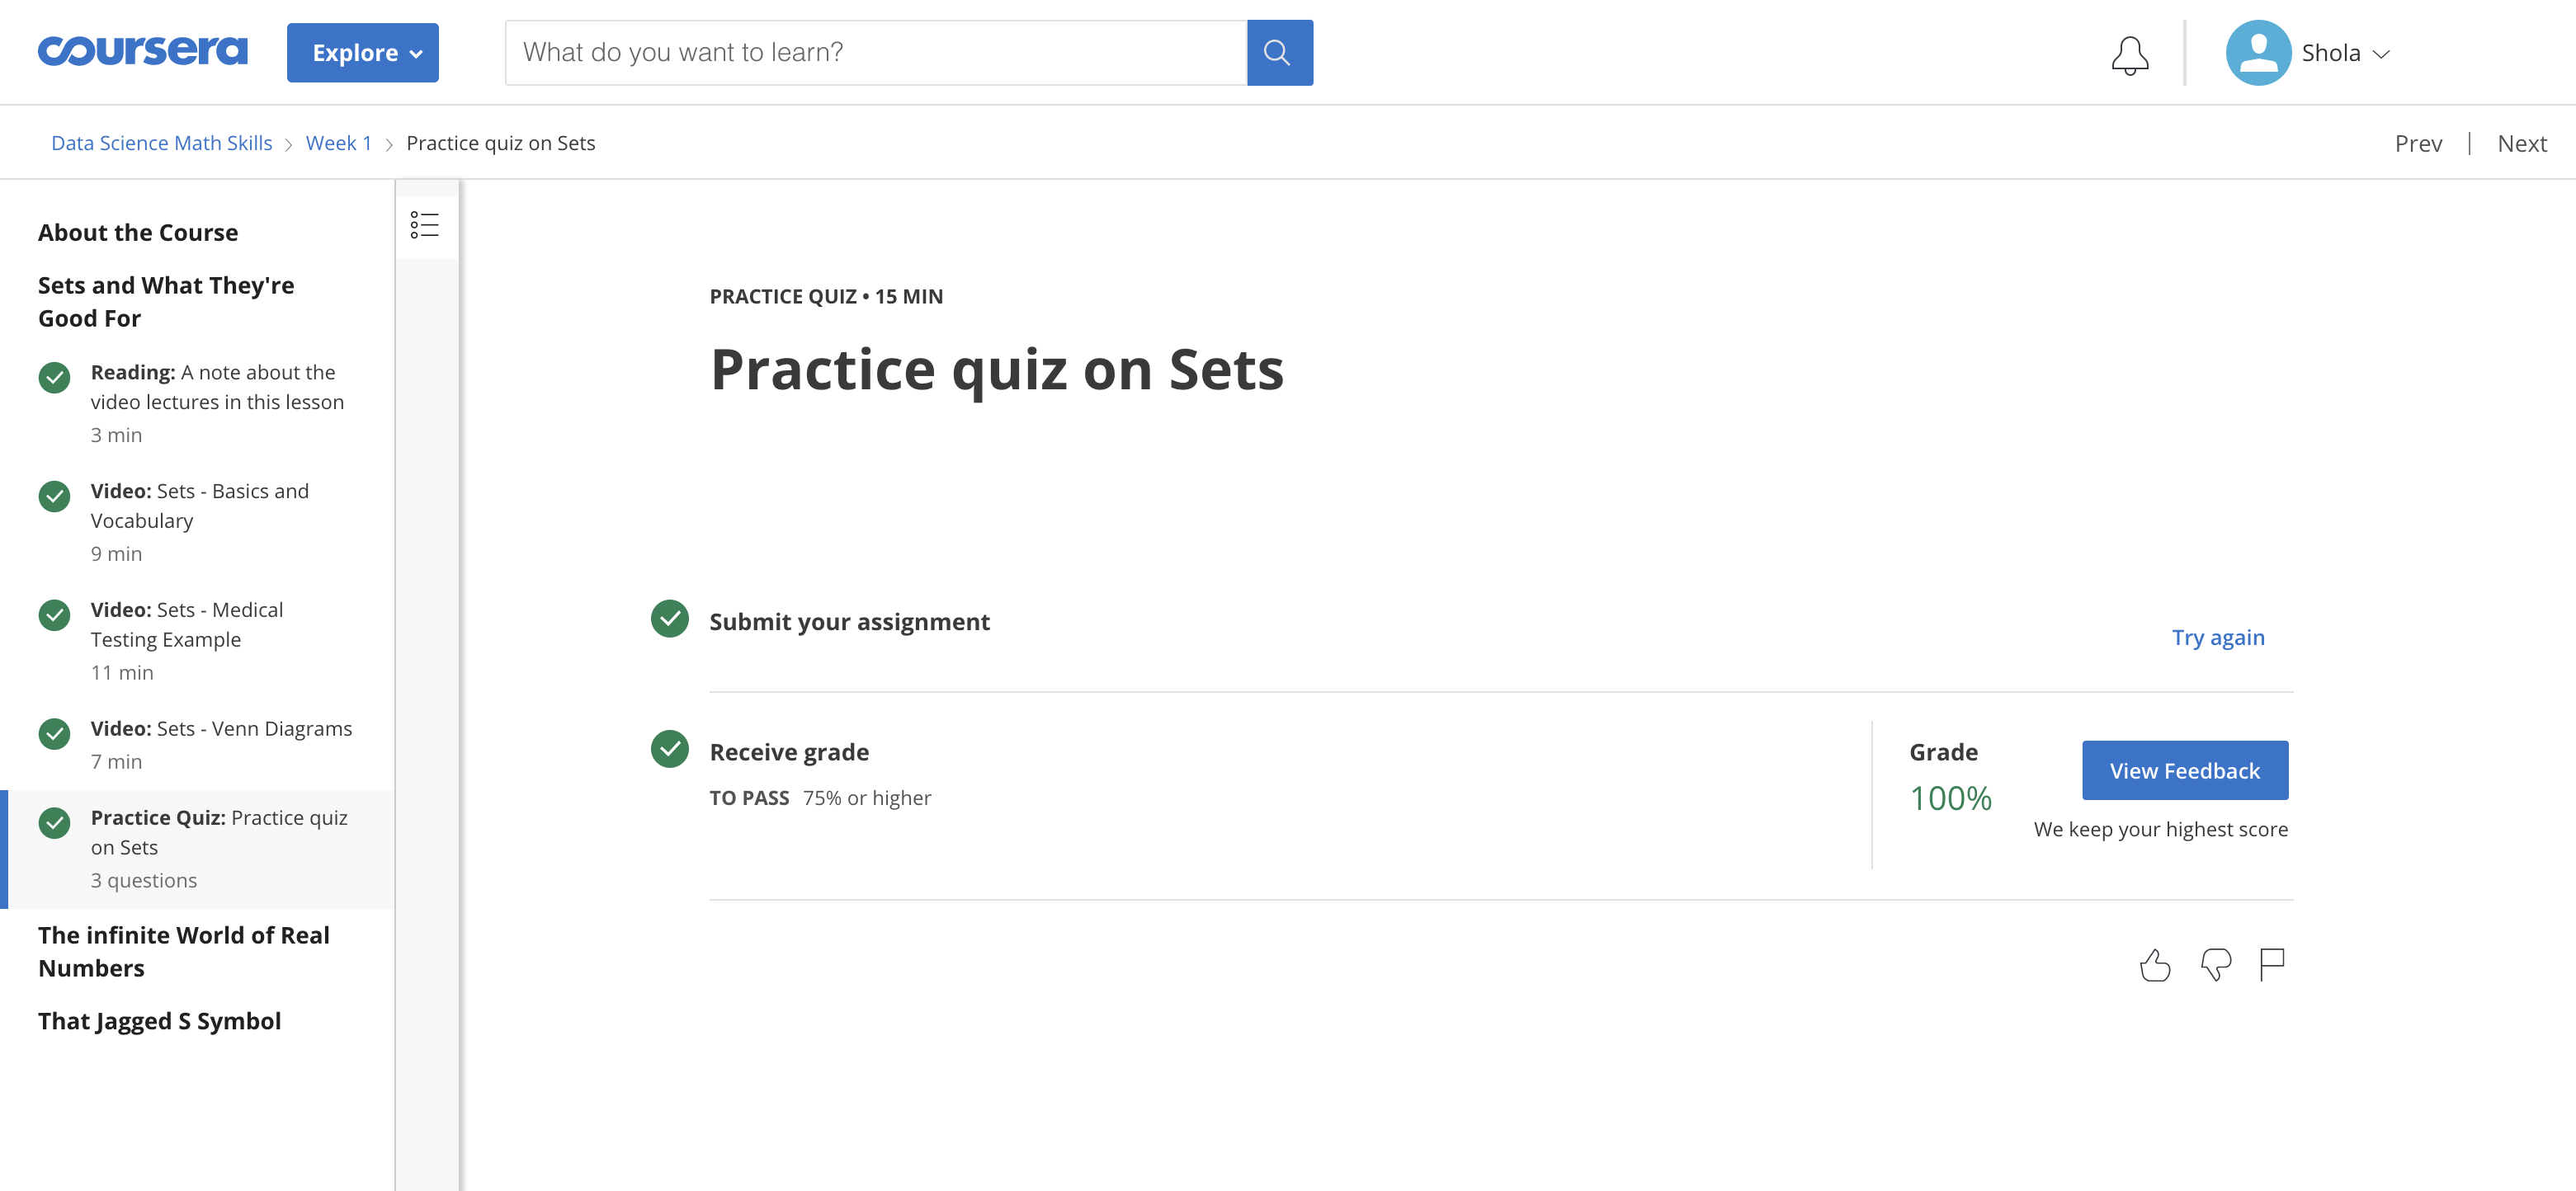 coursera
Explore
What do you want to learn?
Shola
Data Science Math Skills
Week 1
Practice quiz on Sets
Prev | Next
About the Course
Sets and What They're
Good For
Reading: A note about the
video lectures in this lesson
3 min
Video: Sets - Basics and
Vocabulary
9 min
Video: Sets - Medical
Testing Example
11 min
Video: Sets - Venn Diagrams
7 min
Practice Quiz: Practice quiz
on Sets
3 questions
The infinite World of Real
Numbers
That Jagged S Symbol
PRACTICE QUIZ • 15 MIN
Practice quiz on Sets
Submit your assignment
Try again
Receive grade
TO PASS 75% or higher
Grade
100%
View Feedback
We keep your highest score